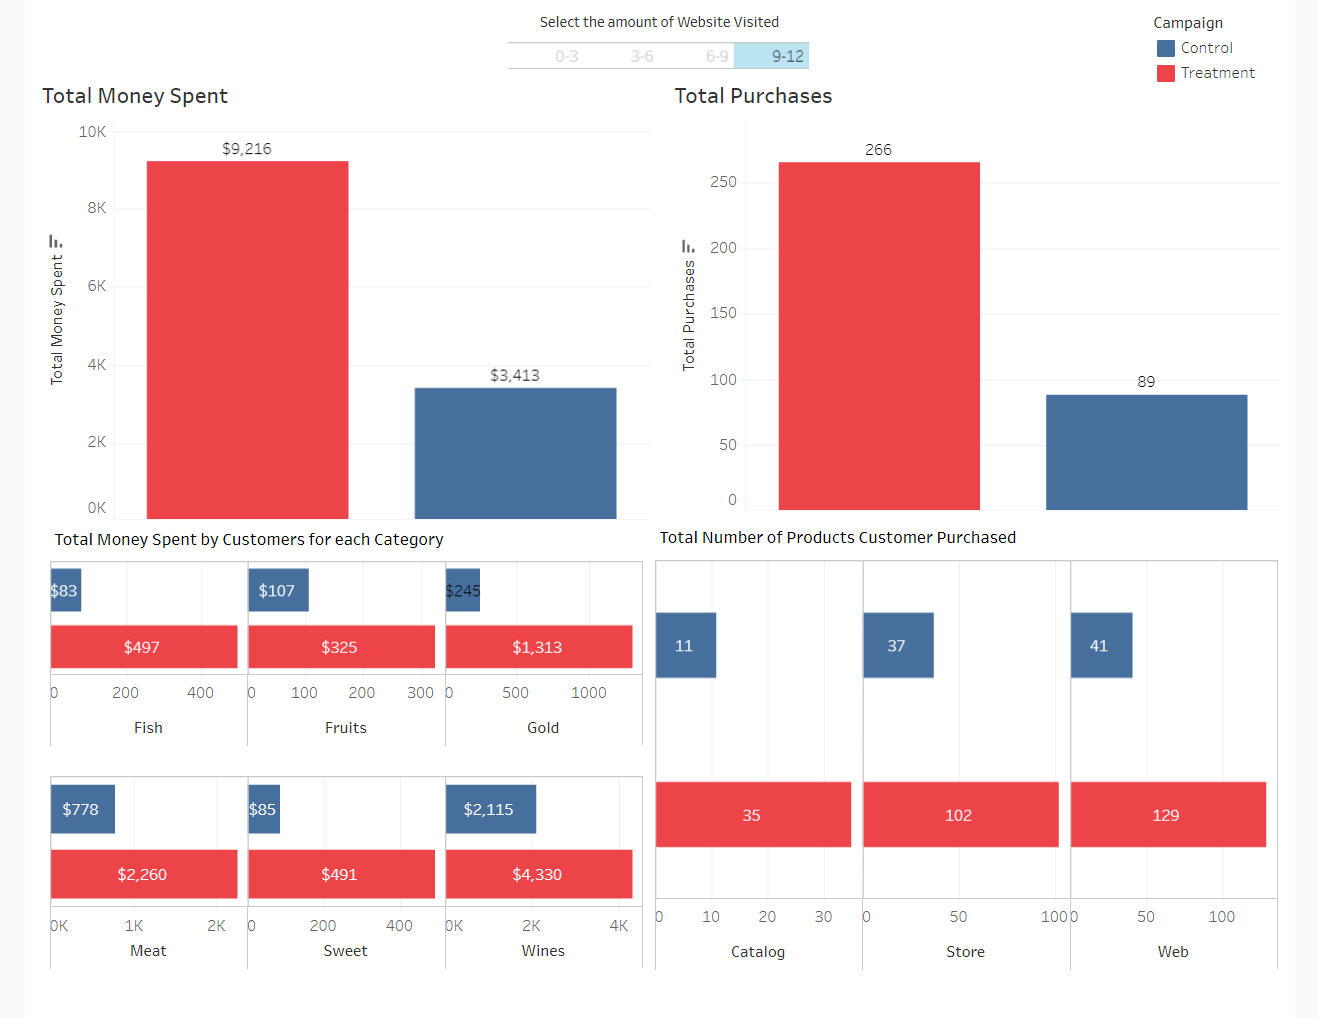 Select the amount of Website Visited
0-3 3-6 6-9 9-12
Campaign
Control
Treatment
Total Money Spent
Total Money Spent
10K
8K
6K
4K
2K
0K
$9,216
$3,413
Total Purchases
Total Purchases
250
200
150
100
50
0
266
89
Total Money Spent by Customers for each Category
$83 $107 $245
$497 $325 $1,313
0 200 400 0 100 200 300 0 500 1000
Fish Fruits Gold
$778 $85 $2,115
$2,260 $491 $4,330
0K 1K 2K 0 200 400 0K 2K 4K
Meat Sweet Wines
Total Number of Products Customer Purchased
11 37 41
35 102 129
0 10 20 30 0 50 100 0 50 100
Catalog Store Web